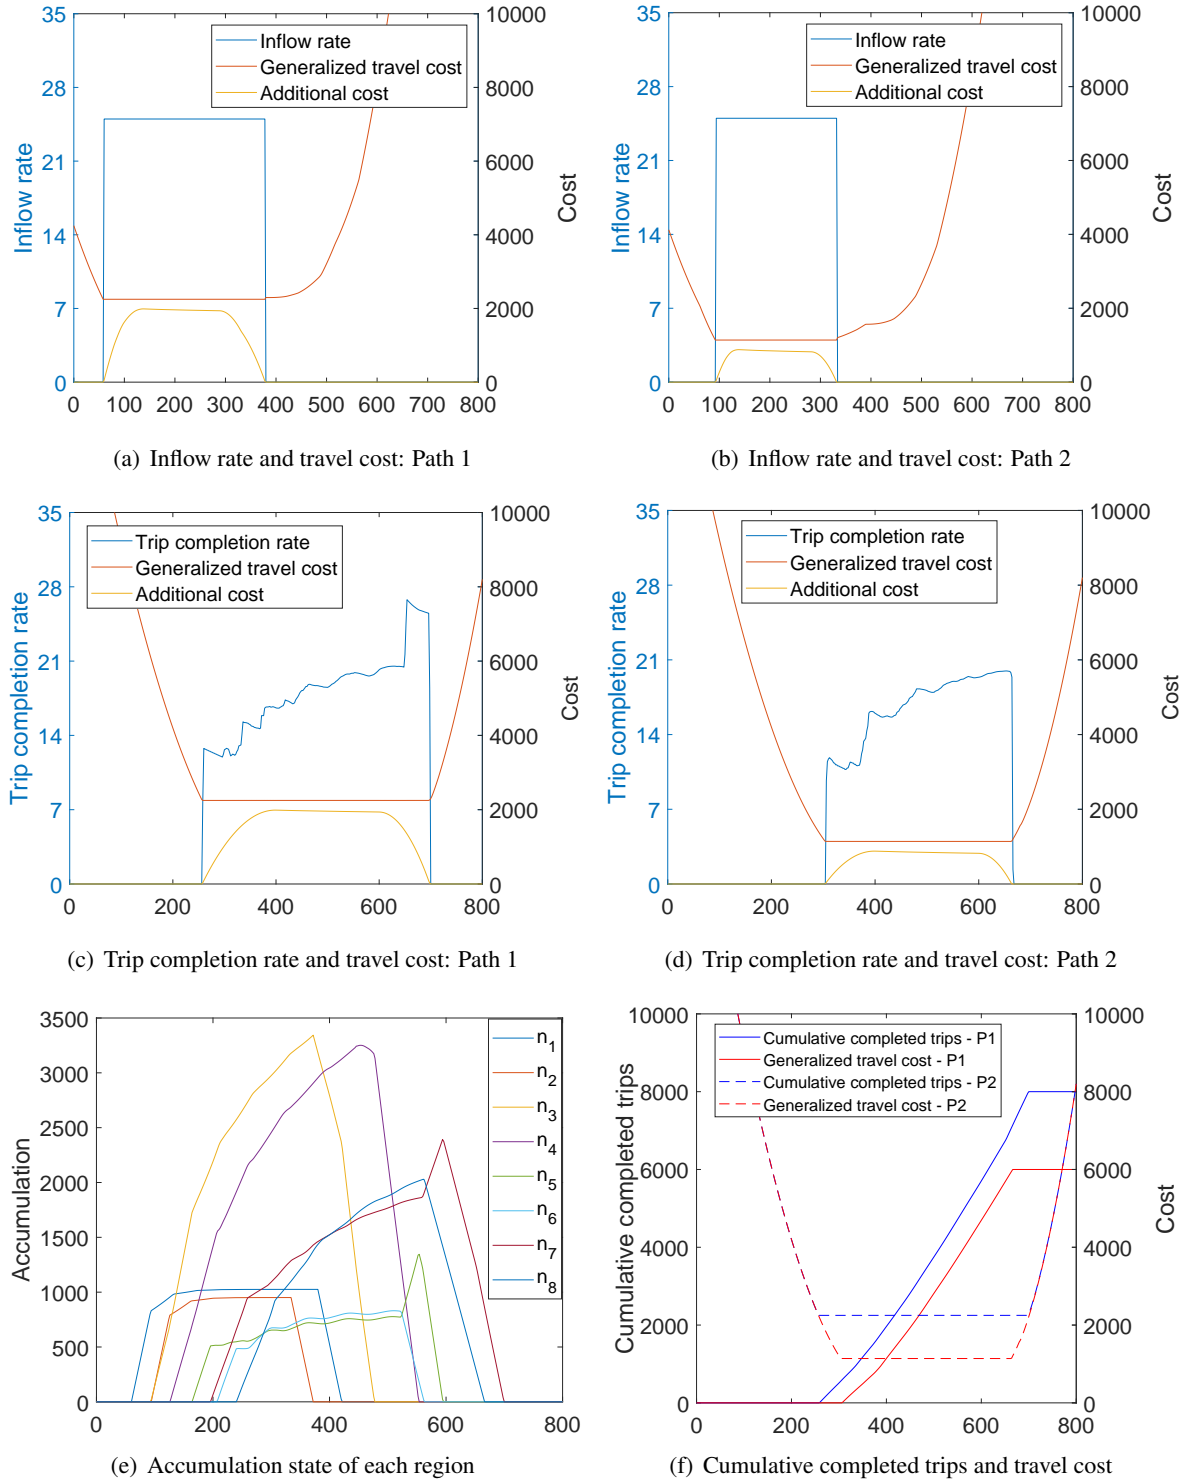 35
28
21
14
7
0
Inflow rate
10000
8000
6000
4000
2000
0
Cost
Inflow rate
Generalized travel cost
Additional cost
0 100 200 300 400 500 600 700 800
(a) Inflow rate and travel cost: Path 1
35
28
21
14
7
0
Inflow rate
10000
8000
6000
4000
2000
0
Cost
Inflow rate
Generalized travel cost
Additional cost
0 100 200 300 400 500 600 700 800
(b) Inflow rate and travel cost: Path 2
35
28
21
14
7
0
Trip completion rate
10000
8000
6000
4000
2000
0
Cost
Trip completion rate
Generalized travel cost
Additional cost
0 200 400 600 800
(c) Trip completion rate and travel cost: Path 1
35
28
21
14
7
0
Trip completion rate
10000
8000
6000
4000
2000
0
Cost
Trip completion rate
Generalized travel cost
Additional cost
0 200 400 600 800
(d) Trip completion rate and travel cost: Path 2
3500
3000
2500
2000
1500
1000
500
0
Accumulation
n1
n2
n3
n4
n5
n6
n7
n8
0 200 400 600 800
(e) Accumulation state of each region
10000
8000
6000
4000
2000
0
Cumulative completed trips
10000
8000
6000
4000
2000
0
Cost
Cumulative completed trips - P1
Generalized travel cost - P1
Cumulative completed trips - P2
Generalized travel cost - P2
0 200 400 600 800
(f) Cumulative completed trips and travel cost